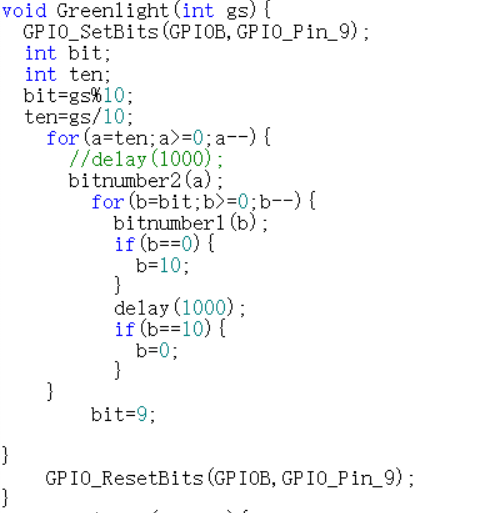 void Greenlight(int gs){
  GPIO_SetBits(GPIOB,GPIO_Pin_9);
  int bit;
  int ten;
  bit=gs%10;
  ten=gs/10;
    for(a=ten;a>=0;a--){
      //delay(1000);
      bitnumber2(a);
        for(b=bit;b>=0;b--){
          bitnumber1(b);
          if(b==0){
            b=10;
          }
          delay(1000);
          if(b==10){
            b=0;
          }
    }
        bit=9;
}
    GPIO_ResetBits(GPIOB,GPIO_Pin_9);
}